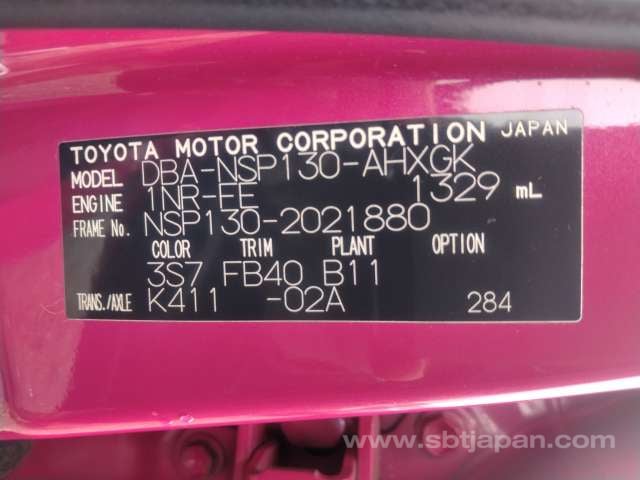 TOYOTA MOTOR CORPORATION JAPAN
MODEL DBA-NSP130-AHXGK
ENGINE 1NR-FE 1329 mL
FRAME No. NSP130-2021880
COLOR TRIM PLANT OPTION
3S7 FB40 B11
TRANS./AXLE K411 -02A 284
www.sbtjapan.com